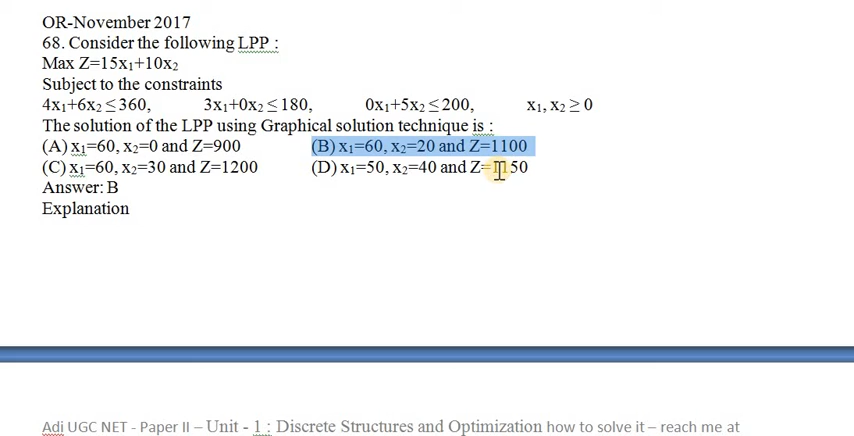 OR-November 2017
68. Consider the following LPP :
Max Z=15x₁+10x₂
Subject to the constraints
4x₁+6x₂ ≤ 360, 3x₁+0x₂ ≤ 180, 0x₁+5x₂ ≤ 200, x₁, x₂ ≥ 0
The solution of the LPP using Graphical solution technique is :
(A) x₁=60, x₂=0 and Z=900 (B) x₁=60, x₂=20 and Z=1100
(C) x₁=60, x₂=30 and Z=1200 (D) x₁=50, x₂=40 and Z=1150
Answer: B
Explanation
Adi UGC NET - Paper II – Unit - 1 : Discrete Structures and Optimization how to solve it – reach me at